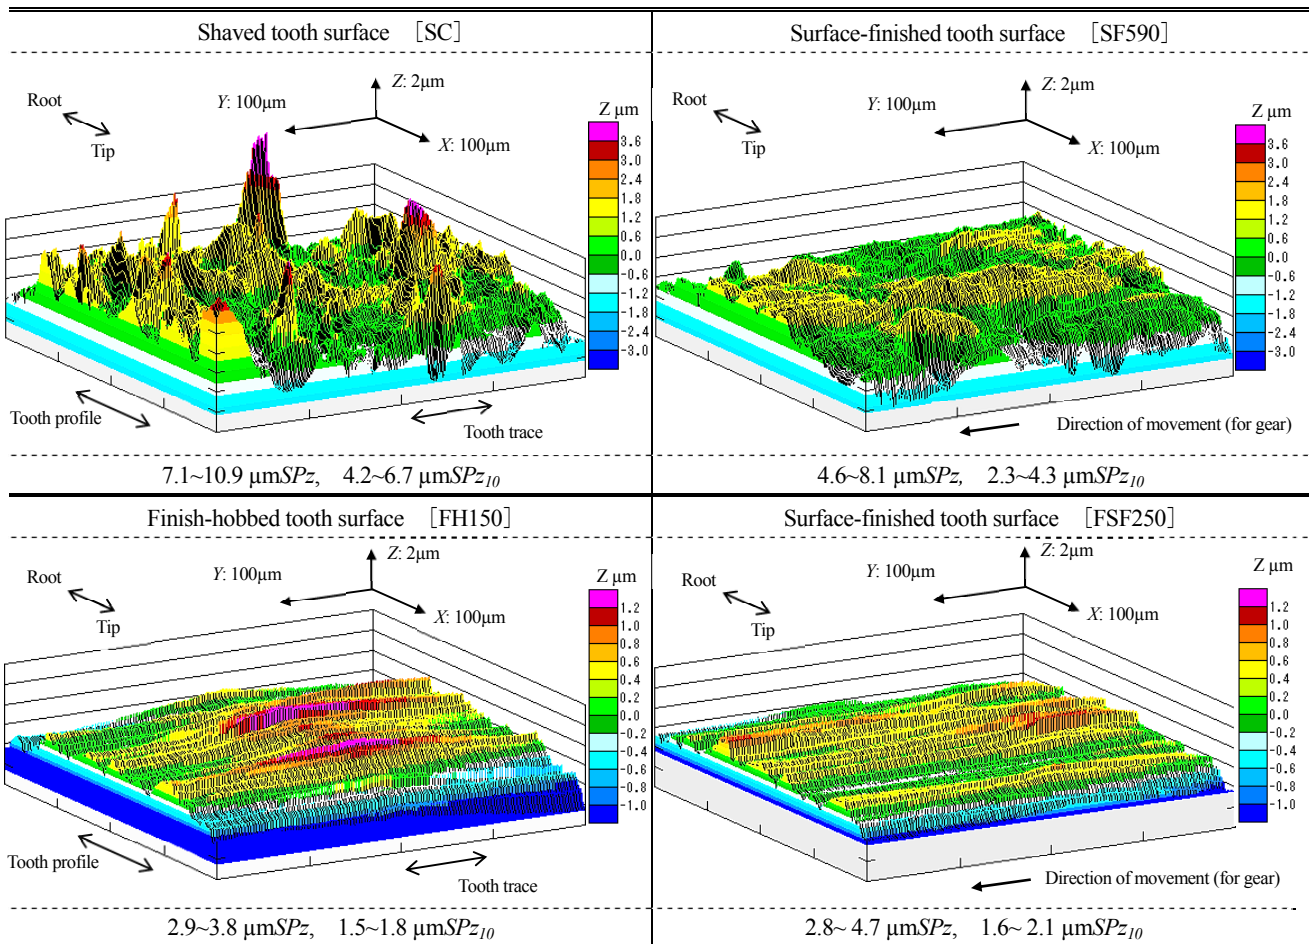 Shaved tooth surface [SC]
Z: 2μm
Root
Y: 100μm
Z μm
Tip
X: 100μm
3.6
3.0
2.4
1.8
1.2
0.6
0.0
-0.6
-1.2
-1.8
-2.4
-3.0
Tooth profile
Tooth trace
7.1~10.9 μmSPz, 4.2~6.7 μmSPz10
Surface-finished tooth surface [SF590]
Z: 2μm
Root
Y: 100μm
Z μm
Tip
X: 100μm
3.6
3.0
2.4
1.8
1.2
0.6
0.0
-0.6
-1.2
-1.8
-2.4
-3.0
Direction of movement (for gear)
4.6~8.1 μmSPz, 2.3~4.3 μmSPz10
Finish-hobbed tooth surface [FH150]
Z: 2μm
Root
Y: 100μm
Z μm
Tip
X: 100μm
1.2
1.0
0.8
0.6
0.4
0.2
0.0
-0.2
-0.4
-0.6
-0.8
-1.0
Tooth profile
Tooth trace
2.9~3.8 μmSPz, 1.5~1.8 μmSPz10
Surface-finished tooth surface [FSF250]
Z: 2μm
Root
Y: 100μm
Z μm
Tip
X: 100μm
1.2
1.0
0.8
0.6
0.4
0.2
0.0
-0.2
-0.4
-0.6
-0.8
-1.0
Direction of movement (for gear)
2.8~ 4.7 μmSPz, 1.6~ 2.1 μmSPz10